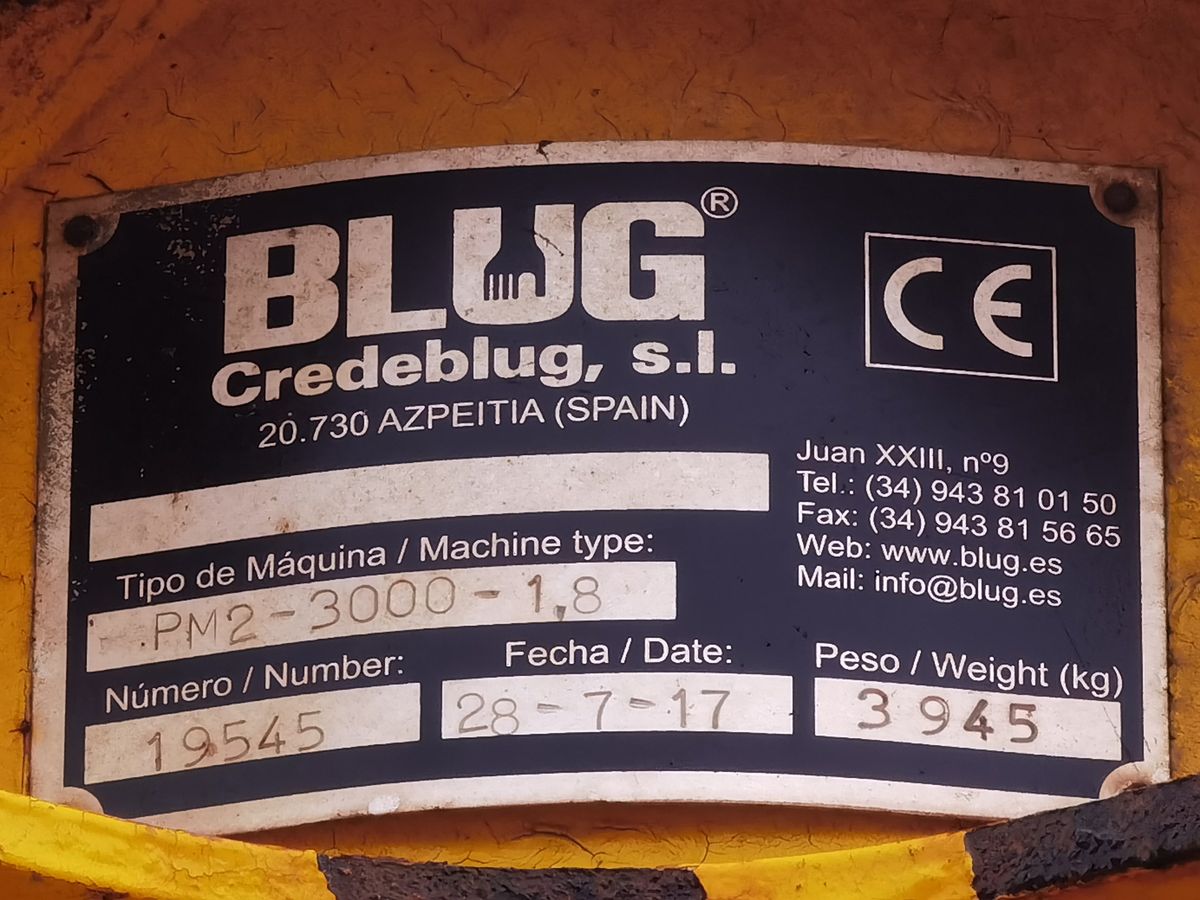 BLUG®
Credeblug, s.l.
20.730 AZPEITIA (SPAIN)
CE
Juan XXIII, nº9
Tel.: (34) 943 81 01 50
Fax: (34) 943 81 56 65
Web: www.blug.es
Mail: info@blug.es
Tipo de Máquina / Machine type:
PM2-3000-1,8
Número / Number:
19545
Fecha / Date:
28-7-17
Peso / Weight (kg)
3945